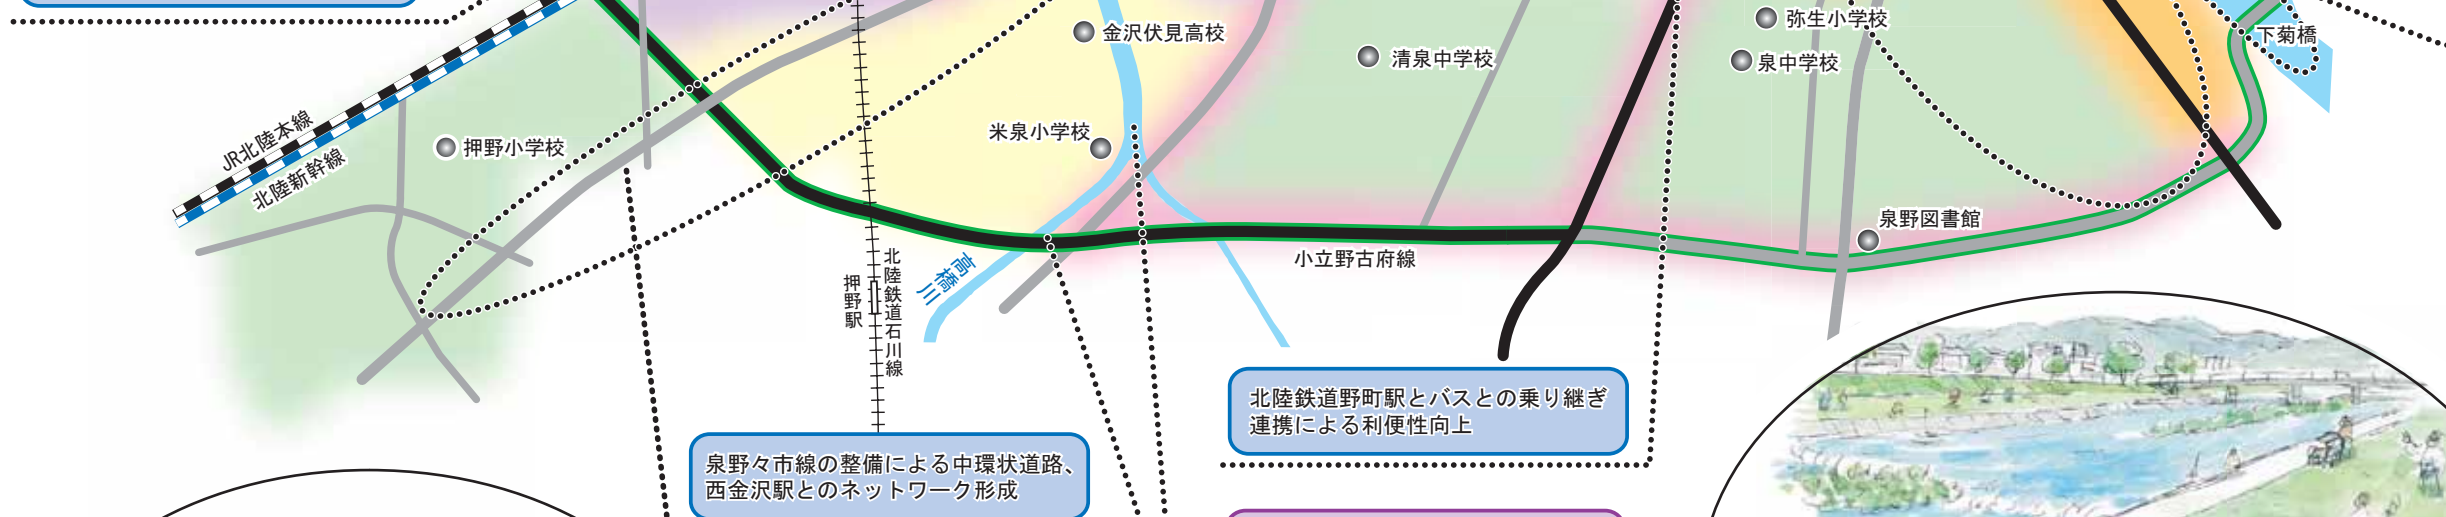 金沢伏見高校
清泉中学校
弥生小学校
泉中学校
下菊橋
JR北陸本線
北陸新幹線
押野小学校
米泉小学校
泉野図書館
小立野古府線
高橋川
北陸鉄道石川線
押野駅
北陸鉄道野町駅とバスとの乗り継ぎ
連携による利便性向上
泉野々市線の整備による中環状道路、
西金沢駅とのネットワーク形成